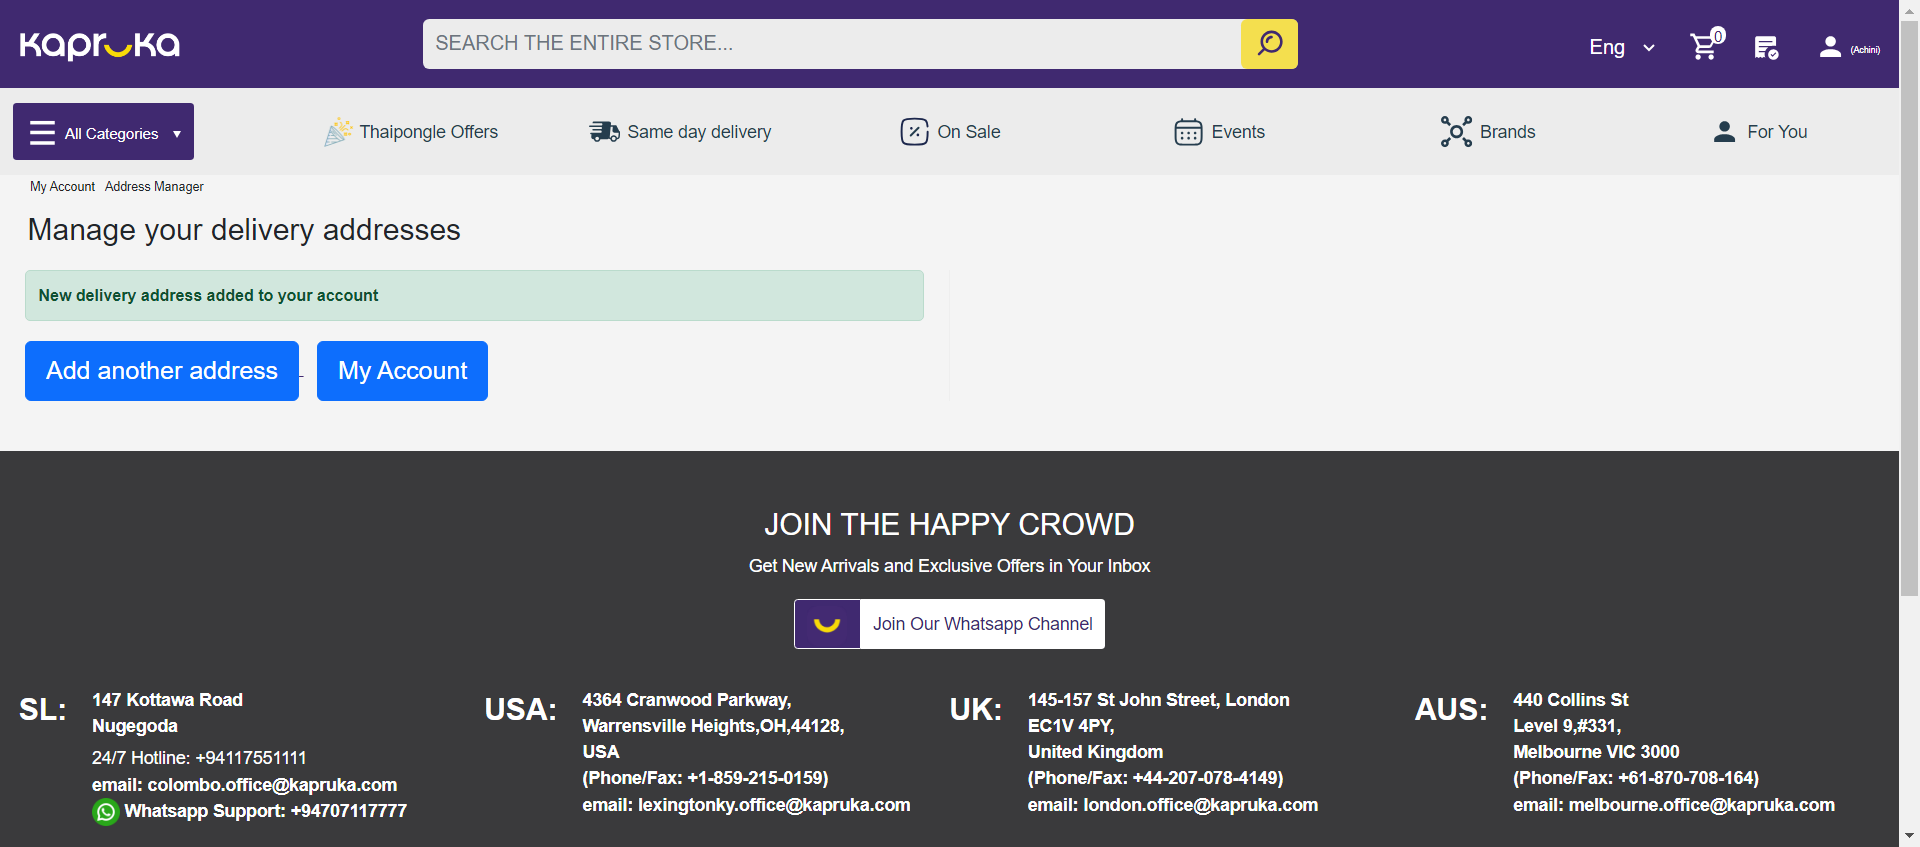 Kapruka
SEARCH THE ENTIRE STORE...
Eng
0
(Achini)
All Categories
Thaipongle Offers
Same day delivery
On Sale
Events
Brands
For You
My Account Address Manager
Manage your delivery addresses
New delivery address added to your account
Add another address
My Account
JOIN THE HAPPY CROWD
Get New Arrivals and Exclusive Offers in Your Inbox
Join Our Whatsapp Channel
SL:
147 Kottawa Road
Nugegoda
24/7 Hotline: +94117551111
email: colombo.office@kapruka.com
Whatsapp Support: +94707117777
USA:
4364 Cranwood Parkway,
Warrensville Heights,OH,44128,
USA
(Phone/Fax: +1-859-215-0159)
email: lexingtonky.office@kapruka.com
UK:
145-157 St John Street, London
EC1V 4PY,
United Kingdom
(Phone/Fax: +44-207-078-4149)
email: london.office@kapruka.com
AUS:
440 Collins St
Level 9,#331,
Melbourne VIC 3000
(Phone/Fax: +61-870-708-164)
email: melbourne.office@kapruka.com